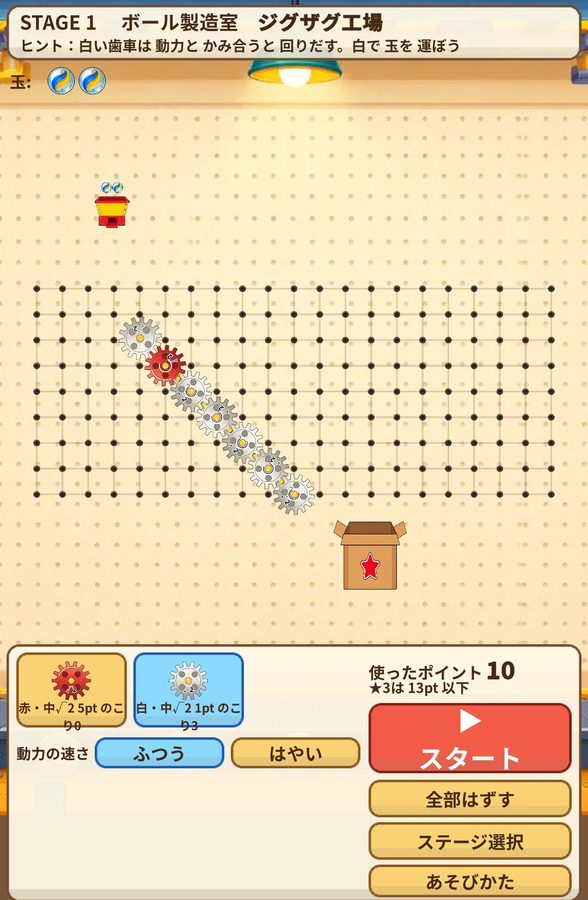 STAGE 1 ボール製造室 ジグザグ工場
ヒント：白い歯車は 動力と かみ合うと 回りだす。白で 玉を 運ぼう
玉:
赤・中√2 5pt のこ
り0
白・中√2 1pt のこ
り3
使ったポイント 10
★3は 13pt 以下
動力の速さ
ふつう
はやい
▶
スタート
全部はずす
ステージ選択
あそびかた